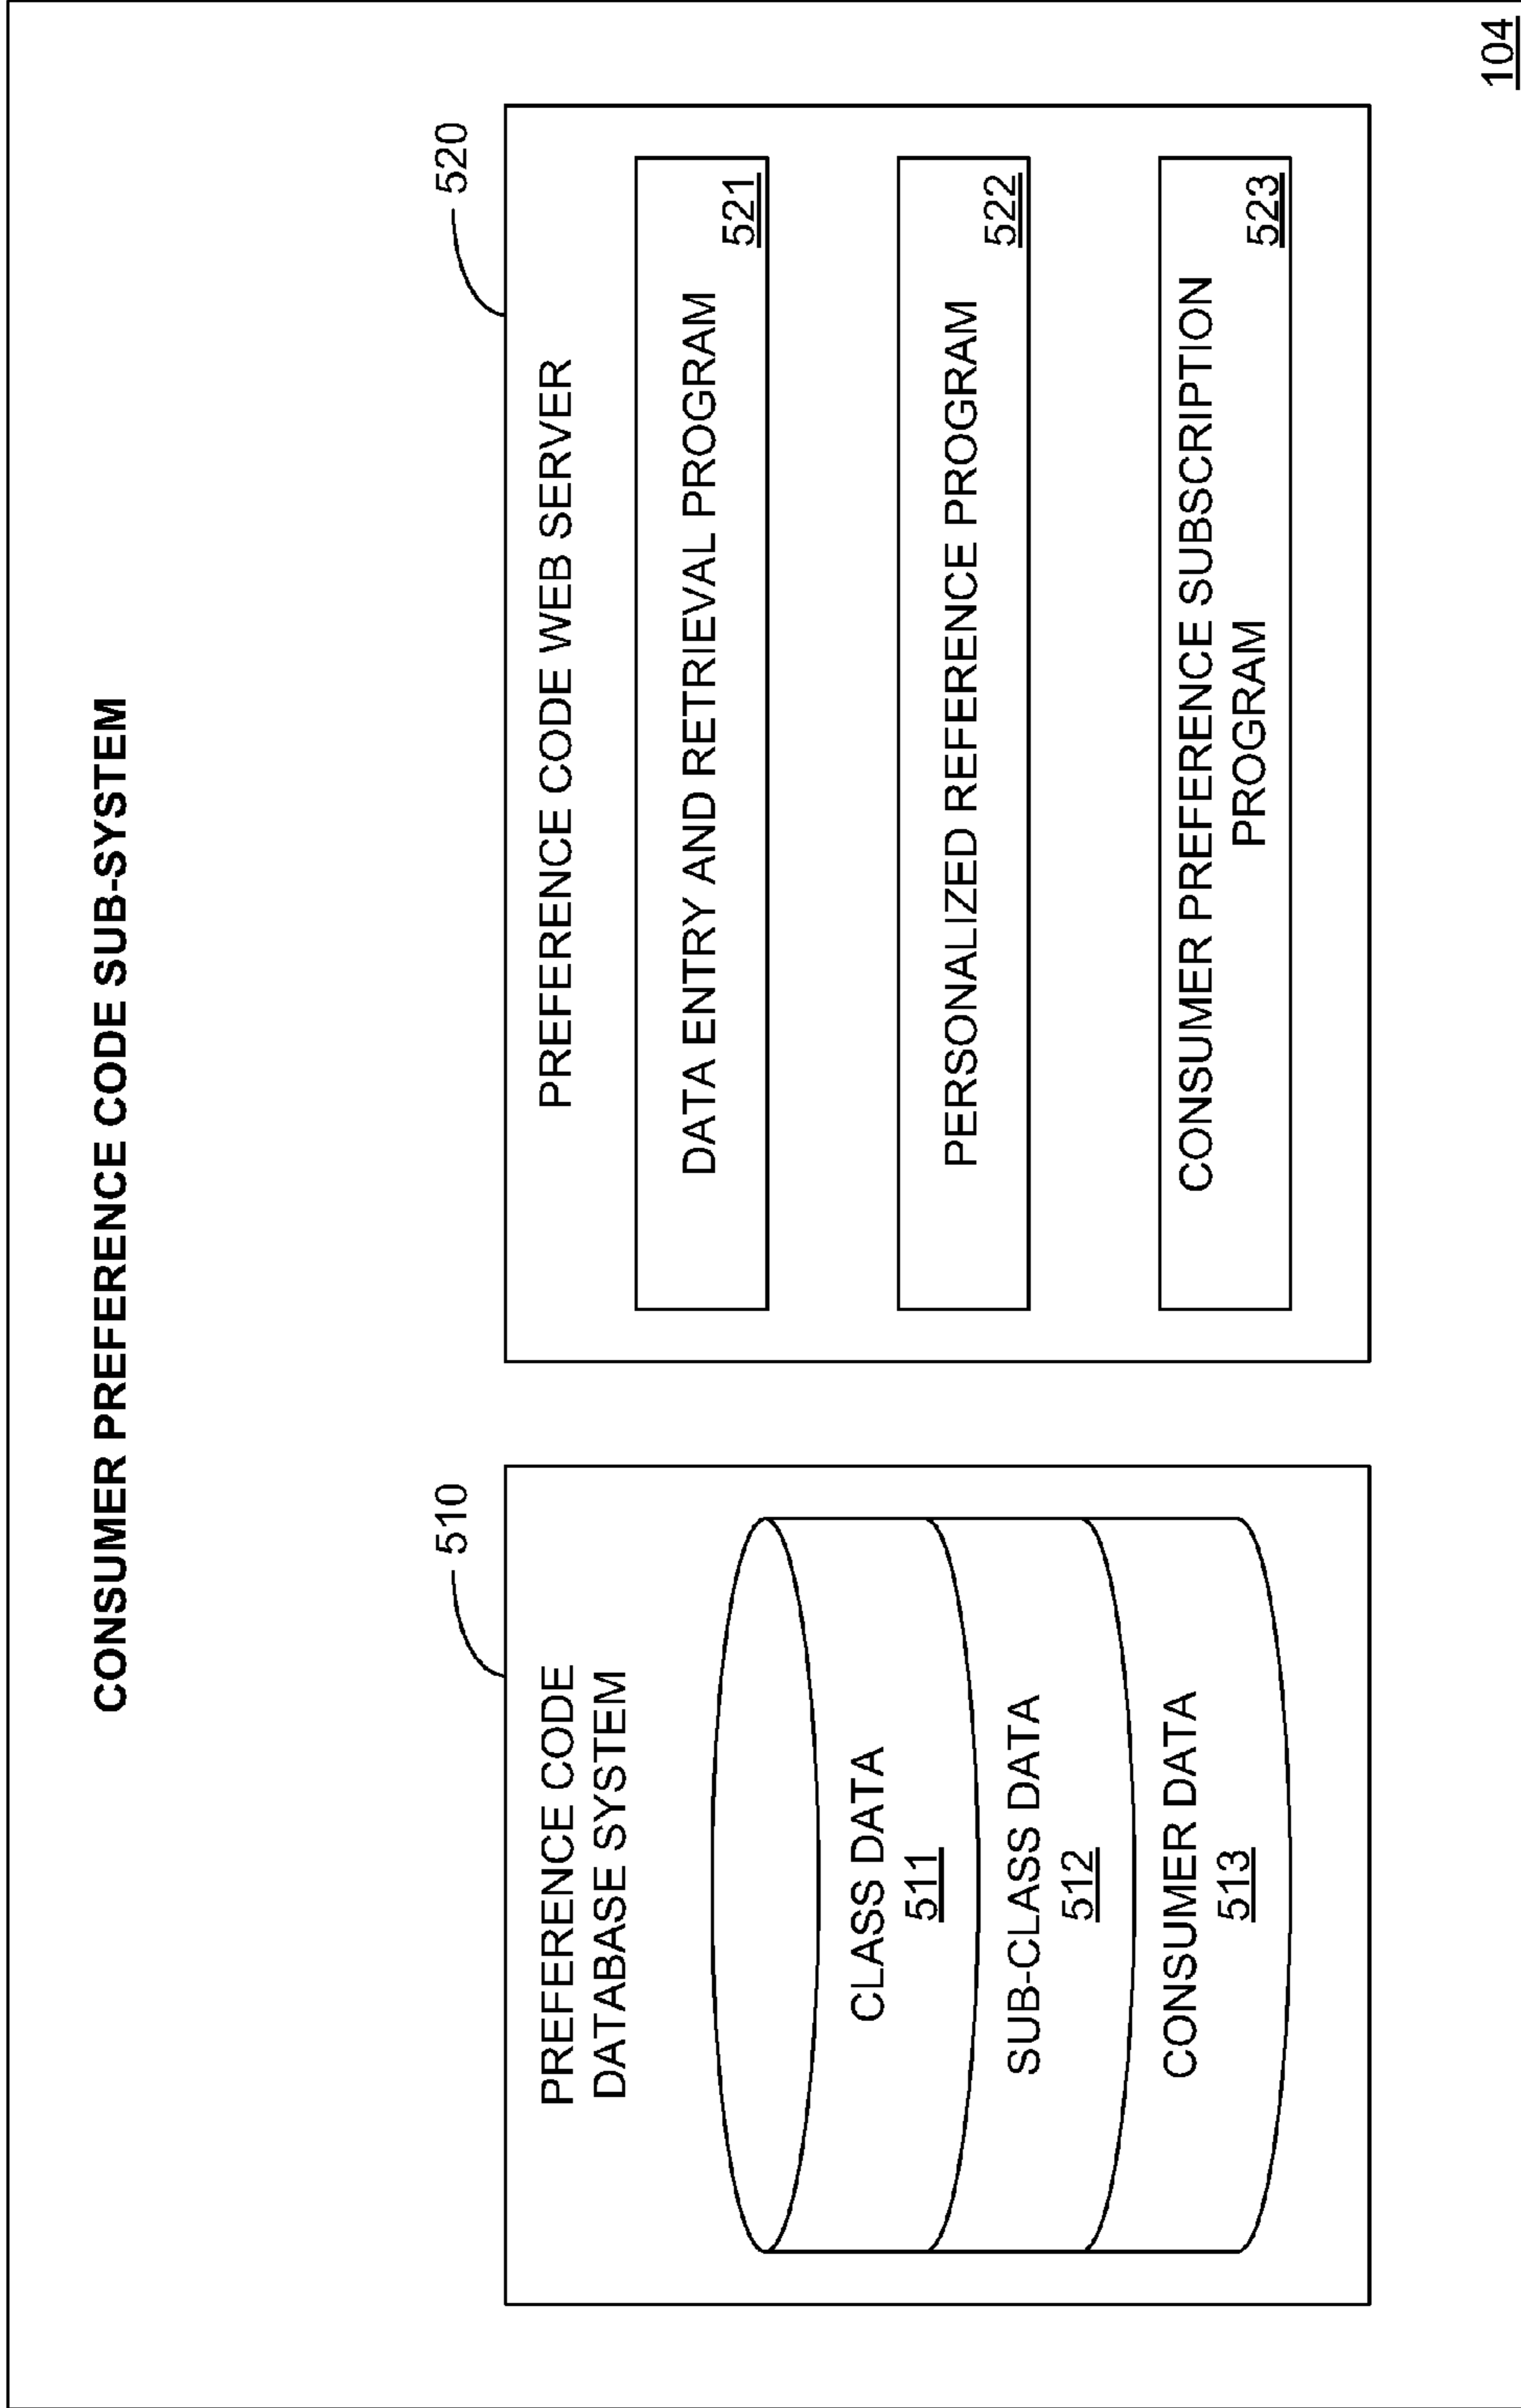 CONSUMER PREFERENCE CODE SUB-SYSTEM
510
PREFERENCE CODE
DATABASE SYSTEM
CLASS DATA
511
SUB-CLASS DATA
512
CONSUMER DATA
513
520
PREFERENCE CODE WEB SERVER
DATA ENTRY AND RETRIEVAL PROGRAM
521
PERSONALIZED REFERENCE PROGRAM
522
CONSUMER PREFERENCE SUBSCRIPTION
PROGRAM
523
104